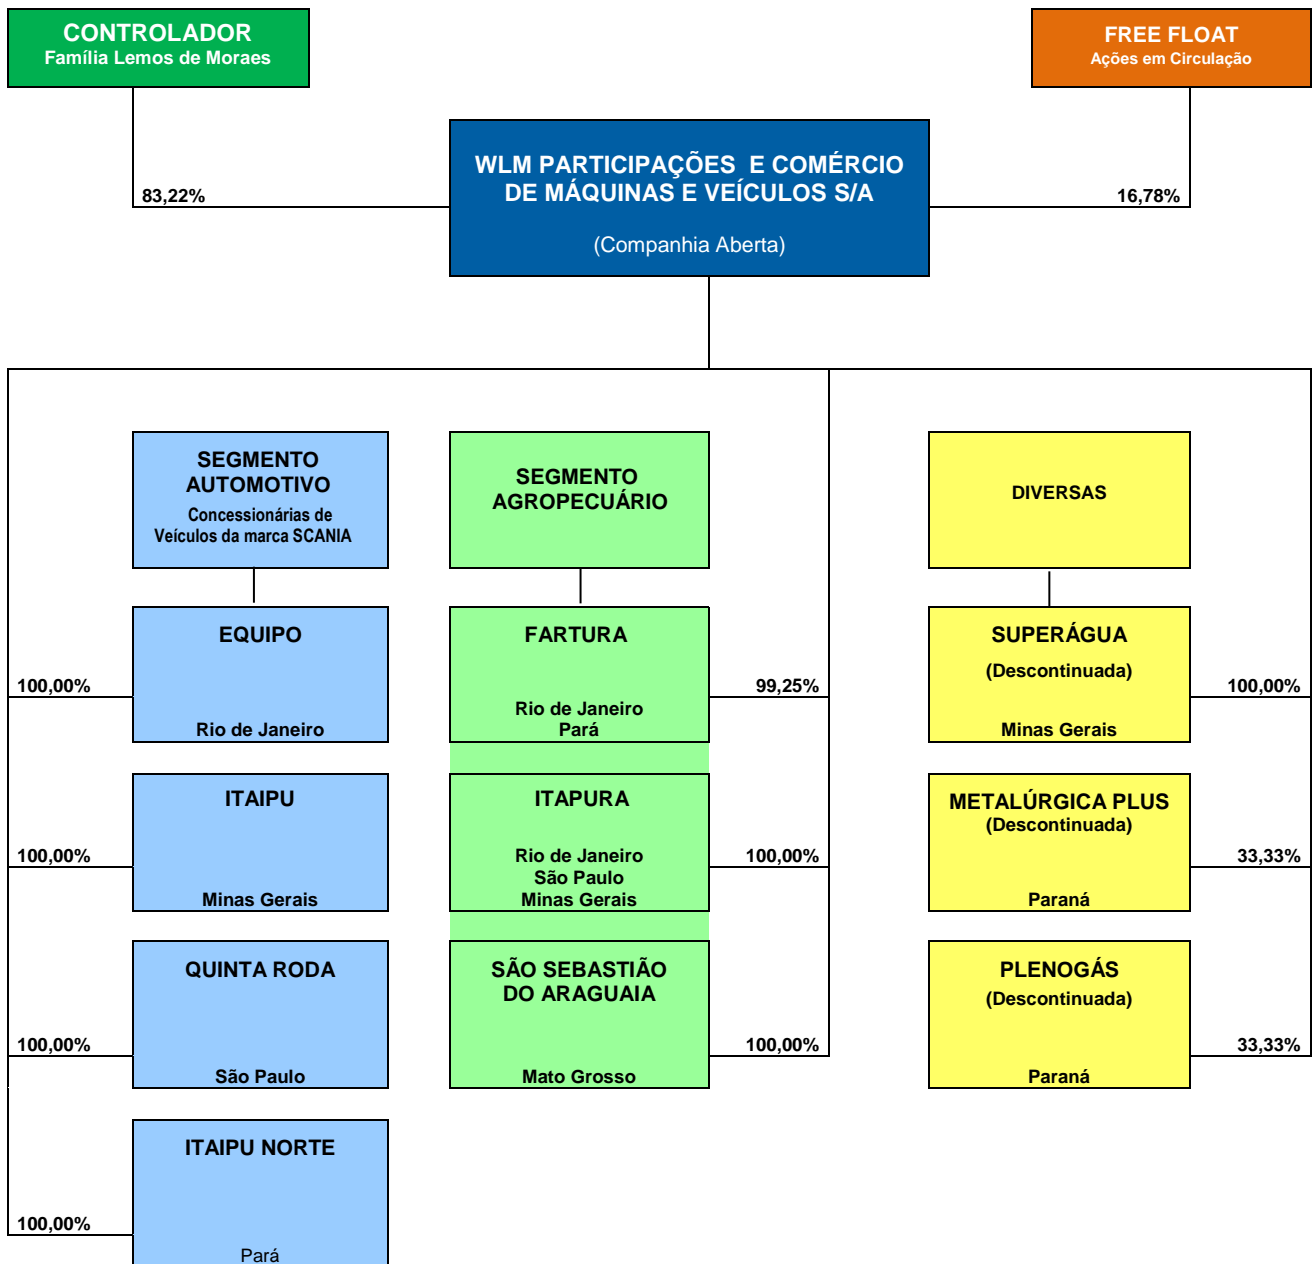 CONTROLADOR
Família Lemos de Moraes
FREE FLOAT
Ações em Circulação
WLM PARTICIPAÇÕES E COMÉRCIO
DE MÁQUINAS E VEÍCULOS S/A
(Companhia Aberta)
83,22%
16,78%
SEGMENTO
AUTOMOTIVO
Concessionárias de
Veículos da marca SCANIA
SEGMENTO
AGROPECUÁRIO
DIVERSAS
EQUIPO
Rio de Janeiro
100,00%
FARTURA
Rio de Janeiro
Pará
99,25%
SUPERÁGUA
(Descontinuada)
Minas Gerais
100,00%
ITAIPU
Minas Gerais
100,00%
ITAPURA
Rio de Janeiro
São Paulo
Minas Gerais
100,00%
METALÚRGICA PLUS
(Descontinuada)
Paraná
33,33%
QUINTA RODA
São Paulo
100,00%
SÃO SEBASTIÃO
DO ARAGUAIA
Mato Grosso
100,00%
PLENOGÁS
(Descontinuada)
Paraná
33,33%
ITAIPU NORTE
Pará
100,00%